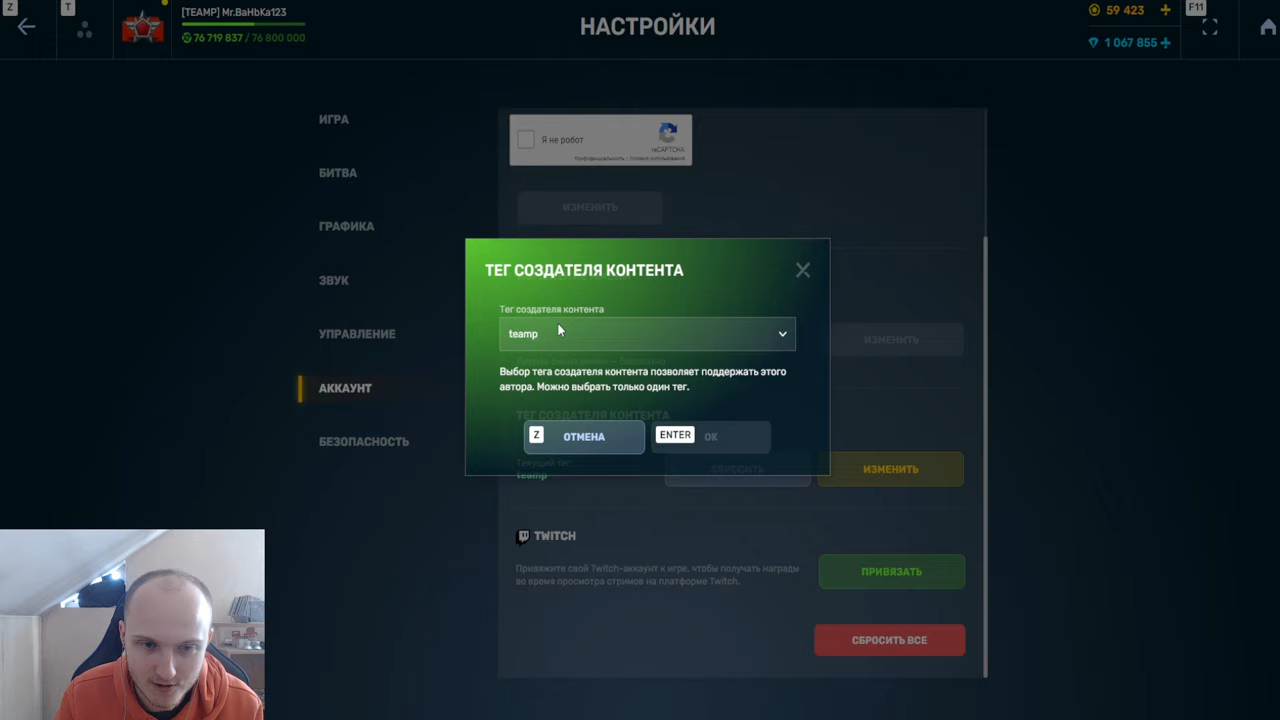 Z
T
[TEAMP] Mr.BaHbKa123
76 719 837 / 76 800 000
НАСТРОЙКИ
59 423
1 067 855
F11
ИГРА
БИТВА
ГРАФИКА
ЗВУК
УПРАВЛЕНИЕ
АККАУНТ
БЕЗОПАСНОСТЬ
Я не робот
reCAPTCHA
Конфиденциальность - Условия использования
ИЗМЕНИТЬ
ТЕГ СОЗДАТЕЛЯ КОНТЕНТА
Тег создателя контента
teamp
ИЗМЕНИТЬ
Выбор тега создателя контента позволяет поддержать этого
автора. Можно выбрать только один тег.
ТЕГ СОЗДАТЕЛЯ КОНТЕНТА
Z ОТМЕНА
ENTER OK
Текущий тег:
teamp
СБРОСИТЬ
ИЗМЕНИТЬ
TWITCH
Привяжите свой Twitch-аккаунт к игре, чтобы получать награды
во время просмотра стримов на платформе Twitch.
ПРИВЯЗАТЬ
СБРОСИТЬ ВСЕ